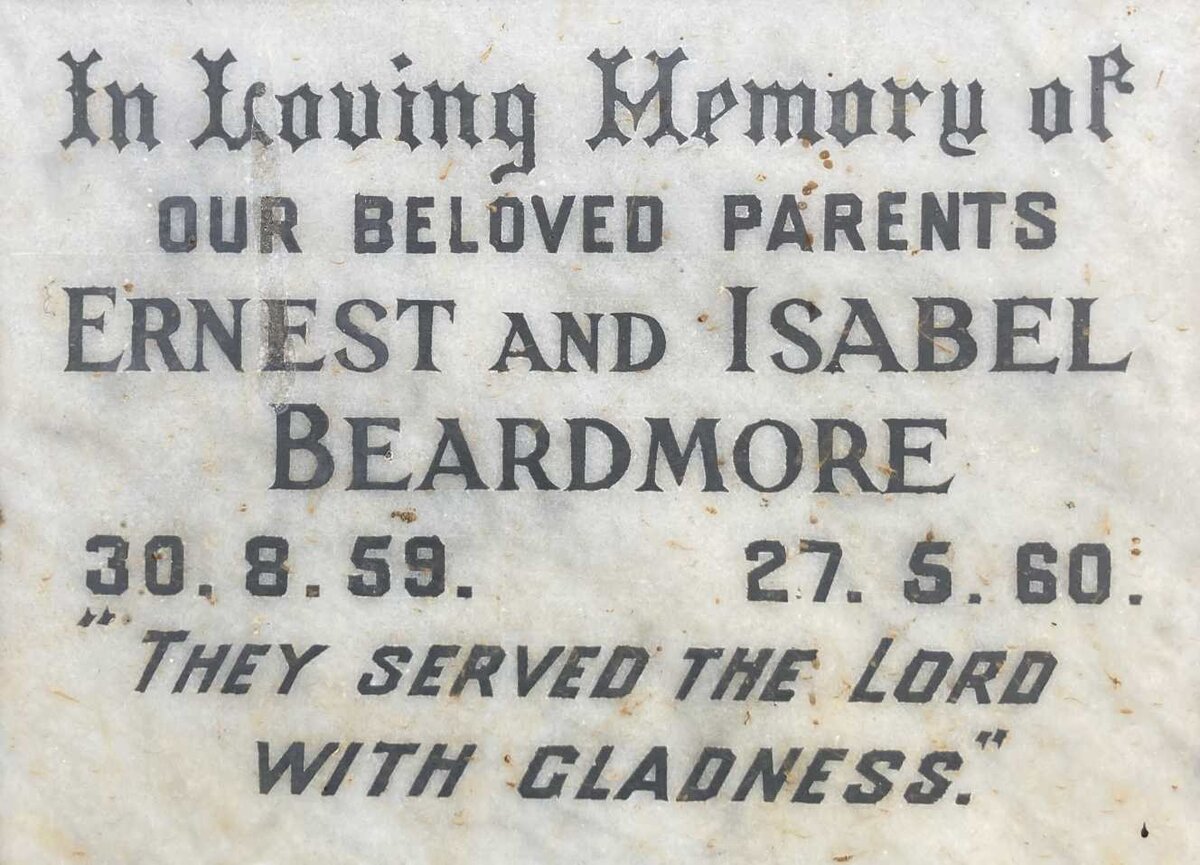 In Loving Memory of
OUR BELOVED PARENTS
ERNEST AND ISABEL
BEARDMORE
30. 8. 59. 27. 5. 60.
"THEY SERVED THE LORD
WITH GLADNESS."